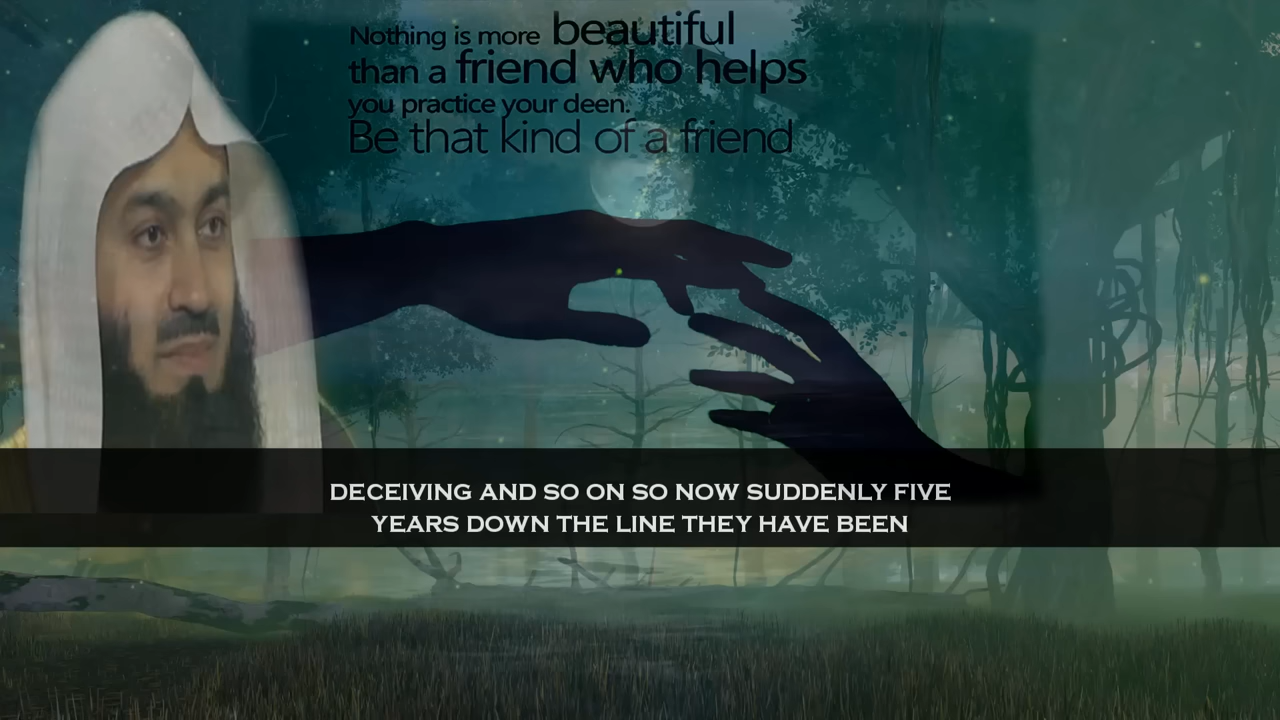 Nothing is more beautiful
than a friend who helps
you practice your deen.
Be that kind of a friend
DECEIVING AND SO ON SO NOW SUDDENLY FIVE
YEARS DOWN THE LINE THEY HAVE BEEN